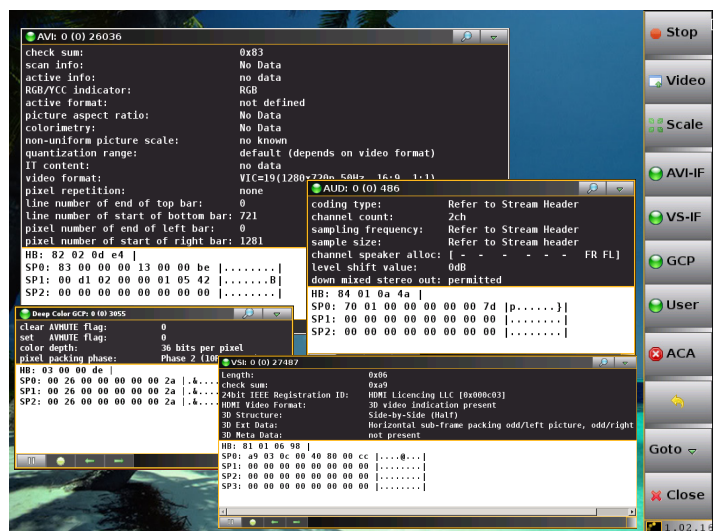 AVI: 0 (0) 26036
check sum: 0x83
scan info: No Data
active info: no data
RGB/YCC indicator: RGB
active format: not defined
picture aspect ratio: No Data
colorimetry: No Data
non-uniform picture scale: no known
quantization range: default (depends on video format)
IT content: no data
video format: VIC=19(1280x720p 50Hz 16:9 1:1)
pixel repetition: none
line number of end of top bar: 0
line number of start of bottom bar: 721
pixel number of end of left bar: 0
pixel number of start of right bar: 1281
HB: 82 02 0d e4 |
SP0: 83 00 00 00 13 00 00 be |........|
SP1: 00 d1 02 00 00 01 05 42 |.......B|
SP2: 00 00 00 00 00 00 00 00 |........|
AUD: 0 (0) 486
coding type: Refer to Stream Header
channel count: 2ch
sampling frequency: Refer to Stream Header
sample size: Refer to Stream Header
channel speaker alloc: [ - - - - - - FR FL]
level shift value: 0dB
down mixed stereo out: permitted
HB: 84 01 0a 4a |
SP0: 70 01 00 00 00 00 00 7d |p......}|
SP1: 00 00 00 00 00 00 00 00 |........|
SP2: 00 00 00 00 00 00 00 00 |........|
Deep Color GCP: 0 (0) 3055
clear AVMUTE flag: 0
set AVMUTE flag: 0
color depth: 36 bits per pixel
pixel packing phase: Phase 2 (10P
HB: 03 00 00 de |
SP0: 00 26 00 00 00 00 00 2a |.&....
SP1: 00 26 00 00 00 00 00 2a |.&....
SP2: 00 26 00 00 00 00 00 2a |.&....
VSI: 0 (0) 27487
Length: 0x06
check sum: 0xa9
24bit IEEE Registration ID: HDMI Licencing LLC [0x000c03]
HDMI Video Format: 3D video indication present
3D Structure: Side-by-Side (Half)
3D Ext Data: Horizontal sub-frame packing odd/left picture, odd/right
3D Meta Data: not present
HB: 81 01 06 98 |
SP0: a9 03 0c 00 40 80 00 cc |....@...|
SP1: 00 00 00 00 00 00 00 00 |........|
SP2: 00 00 00 00 00 00 00 00 |........|
SP3: 00 00 00 00 00 00 00 00 |........|
Stop
Video
Scale
AVI-IF
VS-IF
GCP
User
ACA
Goto
Close